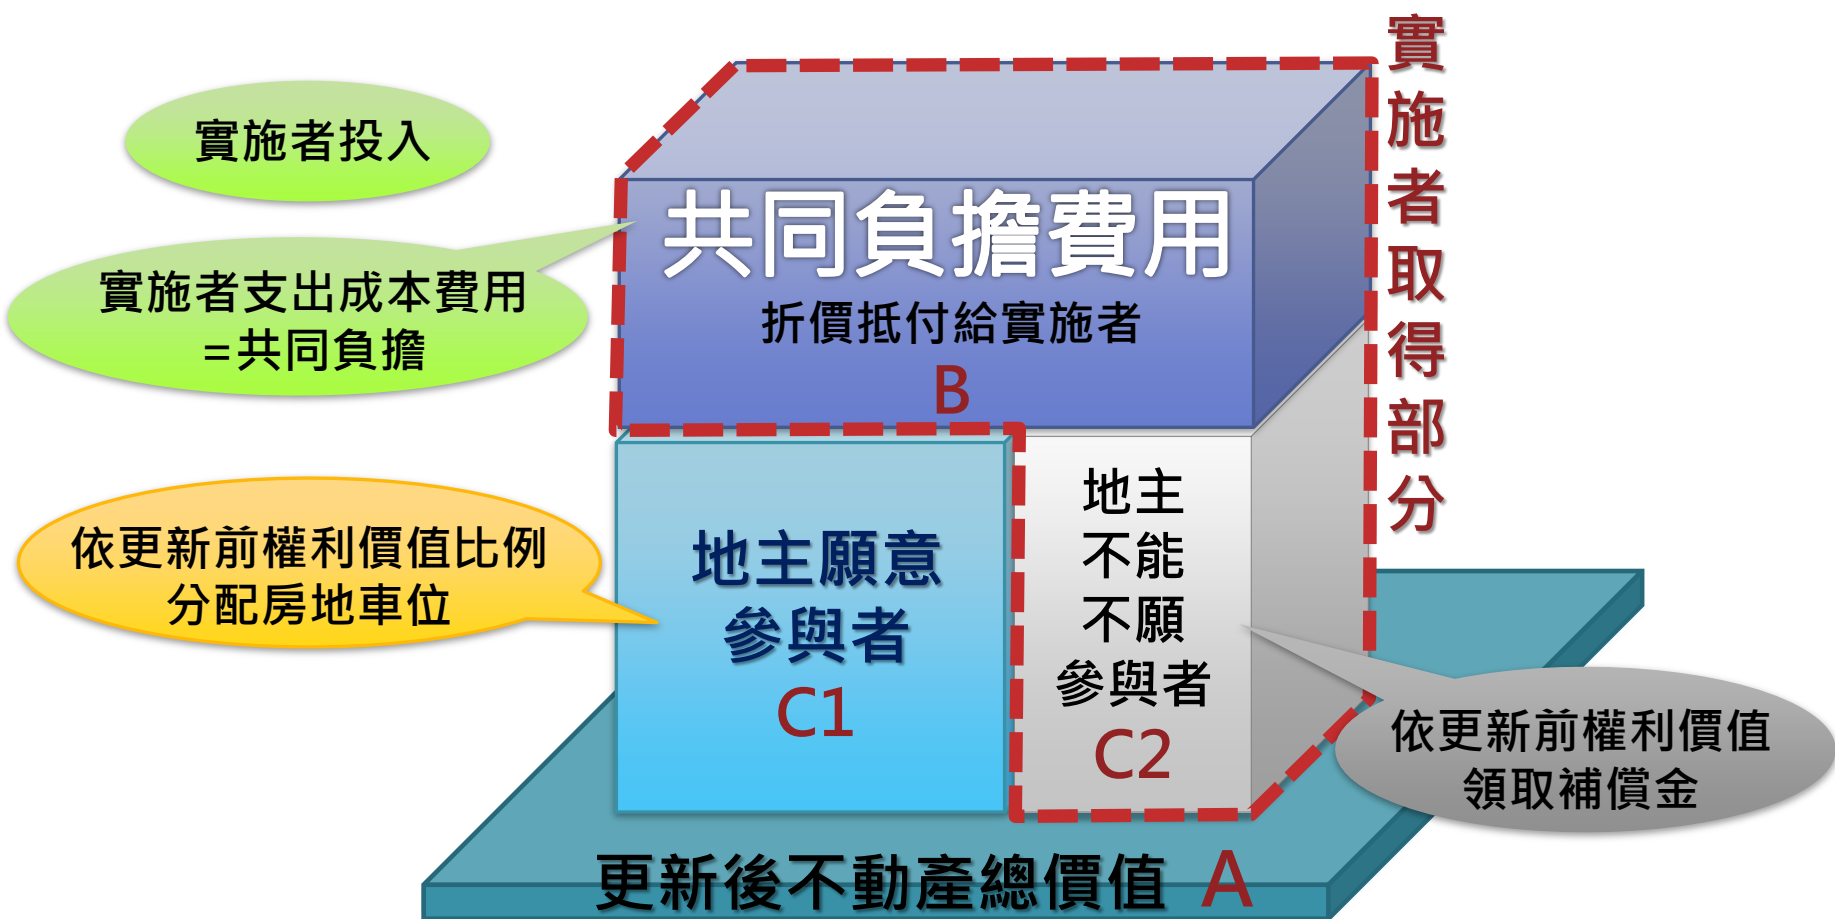 實施者投入
實施者支出成本費用
=共同負擔
依更新前權利價值比例
分配房地車位
共同負擔費用
折價抵付給實施者
B
地主願意
參與者
C1
地主
不能
不願
參與者
C2
實施者取得部分
依更新前權利價值
領取補償金
更新後不動產總價值 A